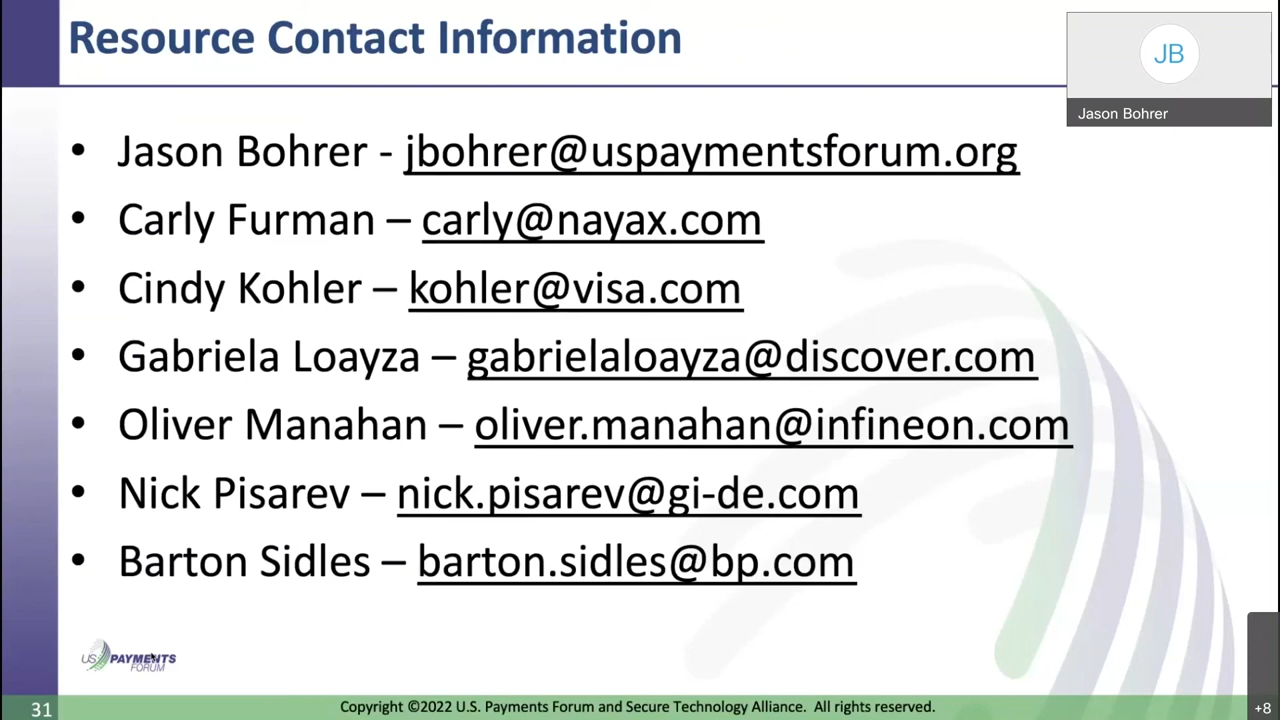 Resource Contact Information
JB
Jason Bohrer
• Jason Bohrer - jbohrer@uspaymentsforum.org
• Carly Furman – carly@nayax.com
• Cindy Kohler – kohler@visa.com
• Gabriela Loayza – gabrielaloayza@discover.com
• Oliver Manahan – oliver.manahan@infineon.com
• Nick Pisarev – nick.pisarev@gi-de.com
• Barton Sidles – barton.sidles@bp.com
US PAYMENTS
FORUM
31
Copyright ©2022 U.S. Payments Forum and Secure Technology Alliance. All rights reserved.
+8